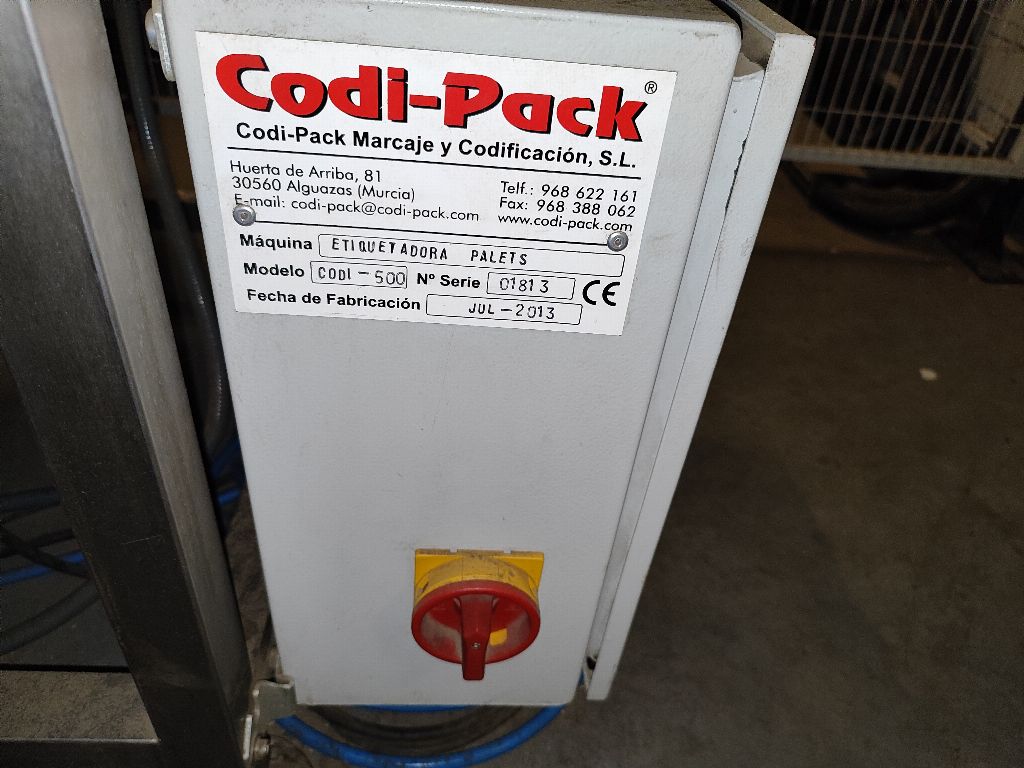 Codi-Pack®
Codi-Pack Marcaje y Codificación, S.L.
Huerta de Arriba, 81
30560 Alguazas (Murcia)
E-mail: codi-pack@codi-pack.com
Telf.: 968 622 161
Fax: 968 388 062
www.codi-pack.com
Máquina ETIQUETADORA PALETS
Modelo CODI-500 Nº Serie 01813 CE
Fecha de Fabricación JUL-2013